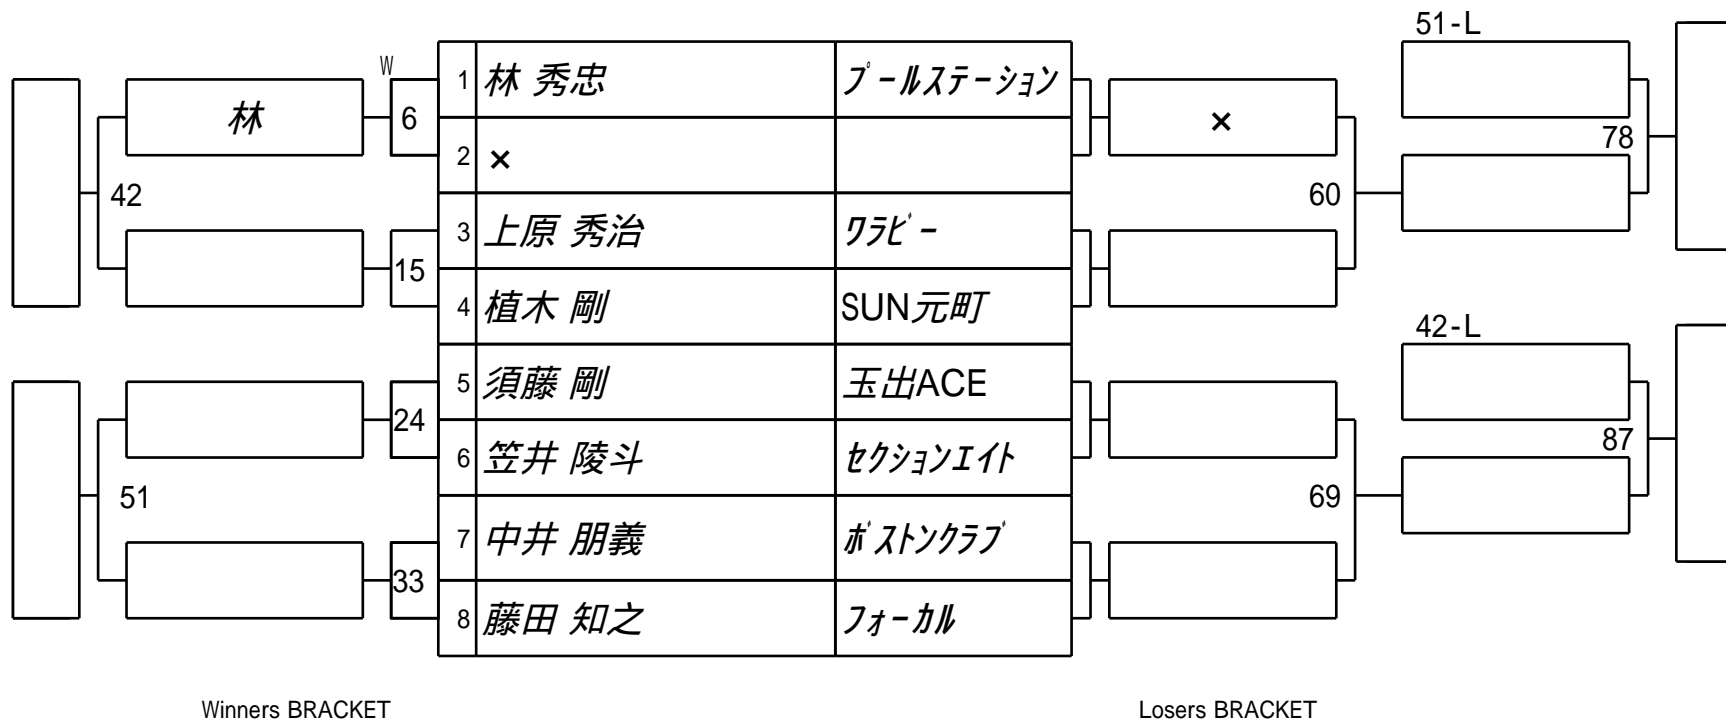 51-L
W
1 林 秀忠 プールステーション
林 6 × 78
2 ×
42 60
3 上原 秀治 ワラビー
15
4 植木 剛 SUN元町
42-L
5 須藤 剛 玉出ACE
24 87
6 笠井 陵斗 セクションエイト
51 69
7 中井 朋義 ボストンクラブ
33
8 藤田 知之 フォーカル
Winners BRACKET Losers BRACKET